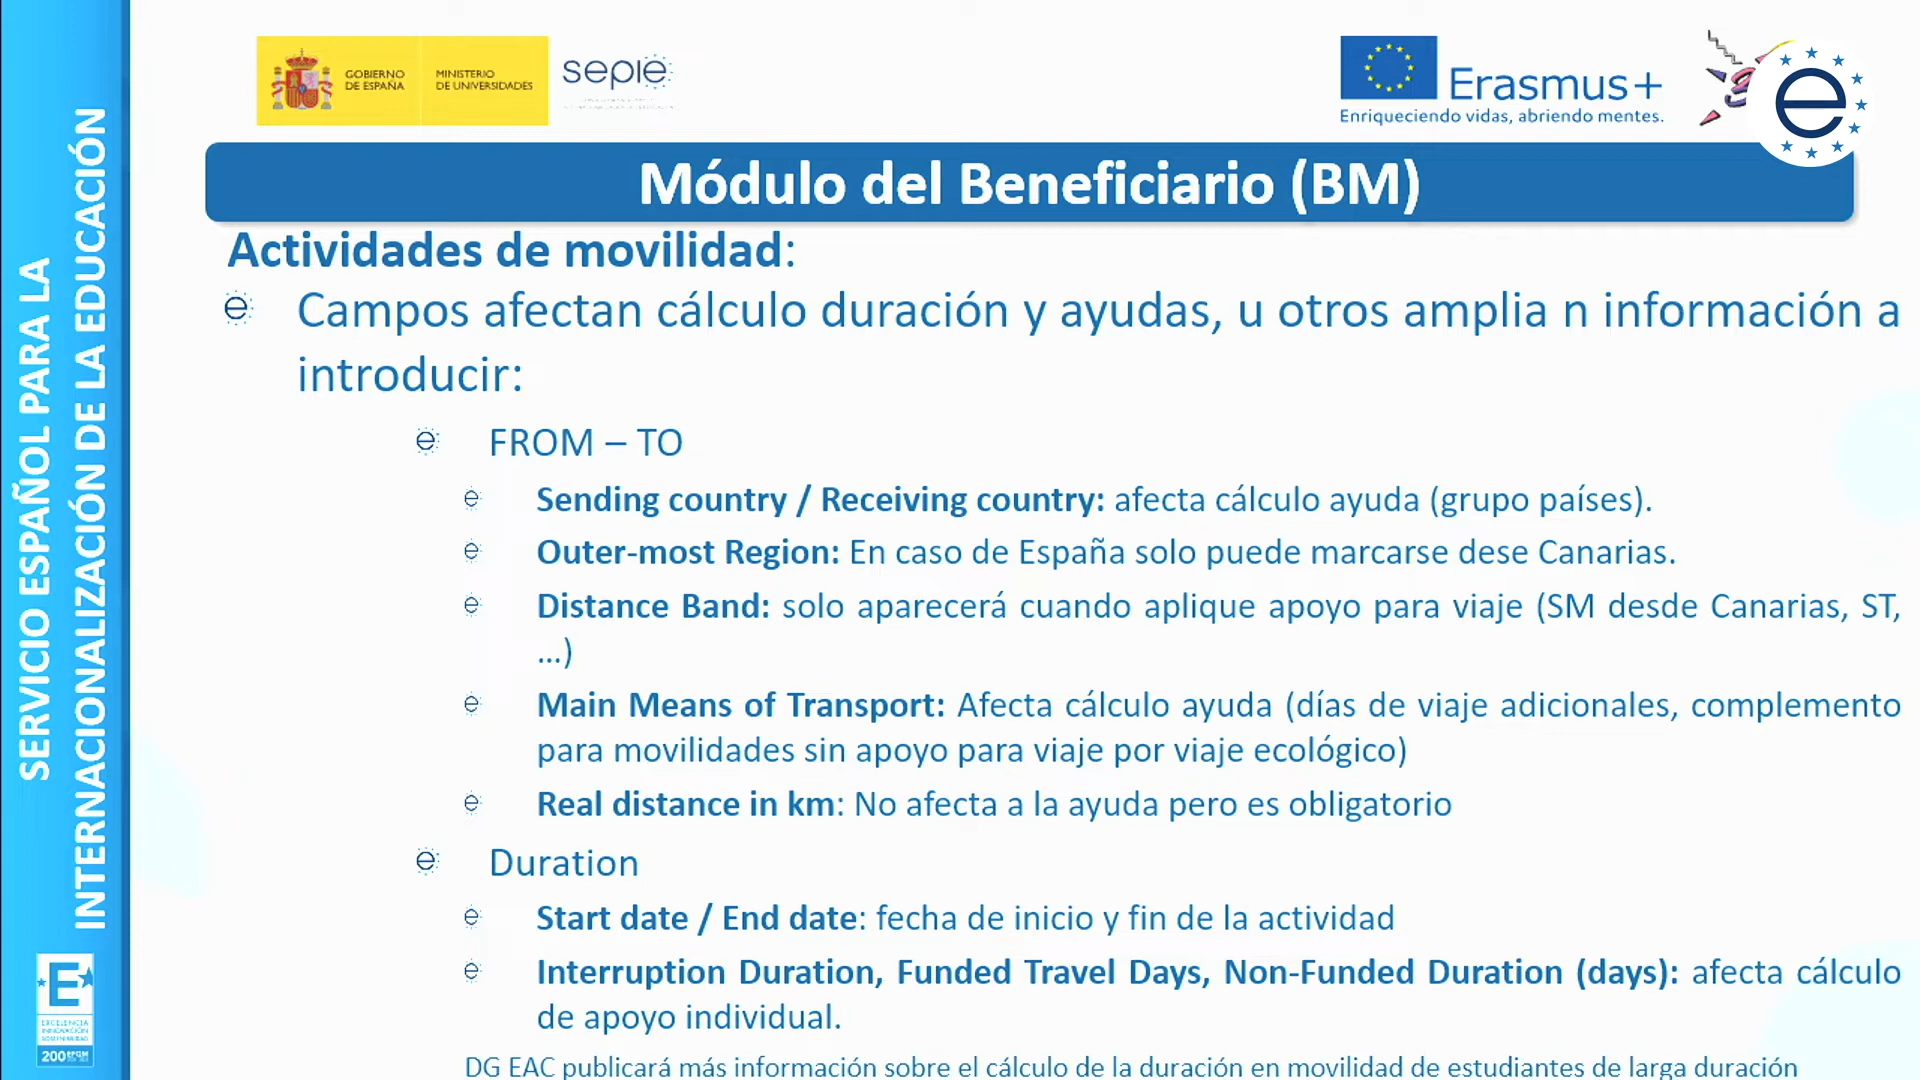 GOBIERNO
DE ESPAÑA
MINISTERIO
DE UNIVERSIDADES
sepie
Erasmus+
Enriqueciendo vidas, abriendo mentes.
Módulo del Beneficiario (BM)
Actividades de movilidad:
Campos afectan cálculo duración y ayudas, u otros amplia n información a
introducir:
FROM – TO
Sending country / Receiving country: afecta cálculo ayuda (grupo países).
Outer-most Region: En caso de España solo puede marcarse dese Canarias.
Distance Band: solo aparecerá cuando aplique apoyo para viaje (SM desde Canarias, ST,
...)
Main Means of Transport: Afecta cálculo ayuda (días de viaje adicionales, complemento
para movilidades sin apoyo para viaje por viaje ecológico)
Real distance in km: No afecta a la ayuda pero es obligatorio
Duration
Start date / End date: fecha de inicio y fin de la actividad
Interruption Duration, Funded Travel Days, Non-Funded Duration (days): afecta cálculo
de apoyo individual.
DG EAC publicará más información sobre el cálculo de la duración en movilidad de estudiantes de larga duración
SERVICIO ESPAÑOL PARA LA
INTERNACIONALIZACIÓN DE LA EDUCACIÓN
EXCELENCIA
INNOVACIÓN
SOSTENIBILIDAD
200 EFQM